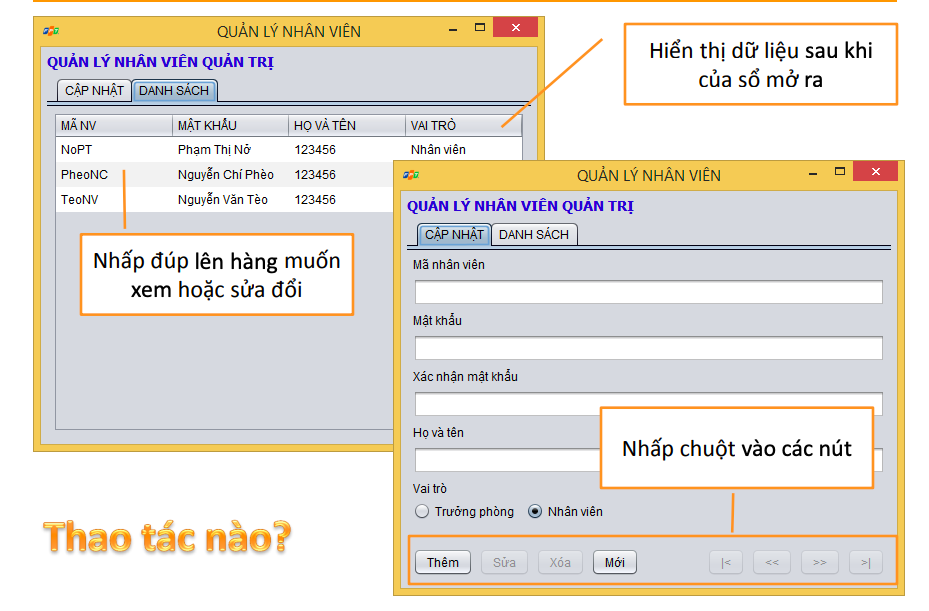 QUẢN LÝ NHÂN VIÊN
QUẢN LÝ NHÂN VIÊN QUẢN TRỊ
CẬP NHẬT DANH SÁCH
MÃ NV MẬT KHẨU HỌ VÀ TÊN VAI TRÒ
NoPT Phạm Thị Nở 123456 Nhân viên
PheoNC Nguyễn Chí Phèo 123456
TeoNV Nguyễn Văn Tèo 123456
Nhấp đúp lên hàng muốn
xem hoặc sửa đổi
Hiển thị dữ liệu sau khi
của sổ mở ra
QUẢN LÝ NHÂN VIÊN
QUẢN LÝ NHÂN VIÊN QUẢN TRỊ
CẬP NHẬT DANH SÁCH
Mã nhân viên
Mật khẩu
Xác nhận mật khẩu
Họ và tên
Nhấp chuột vào các nút
Vai trò
Trưởng phòng Nhân viên
Thêm Sửa Xóa Mới |< << >> >|
Thao tác nào?